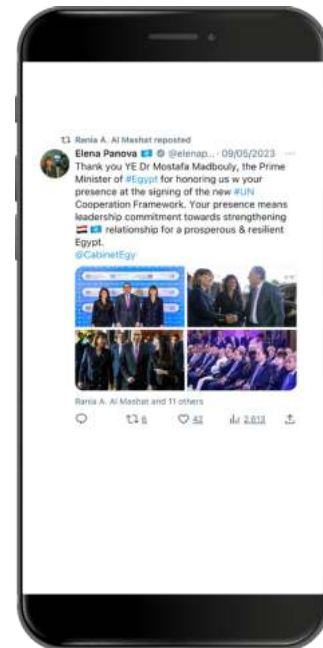 Rania A. Al Mashat reposted
Elena Panova @elenap... · 09/05/2023 ...
Thank you YE Dr Mostafa Madbouly, the Prime
Minister of #Egypt for honoring us w your
presence at the signing of the new #UN
Cooperation Framework. Your presence means
leadership commitment towards strengthening
relationship for a prosperous & resilient
Egypt.
@CabinetEgy
Rania A. Al Mashat and 11 others
6 42 2,613